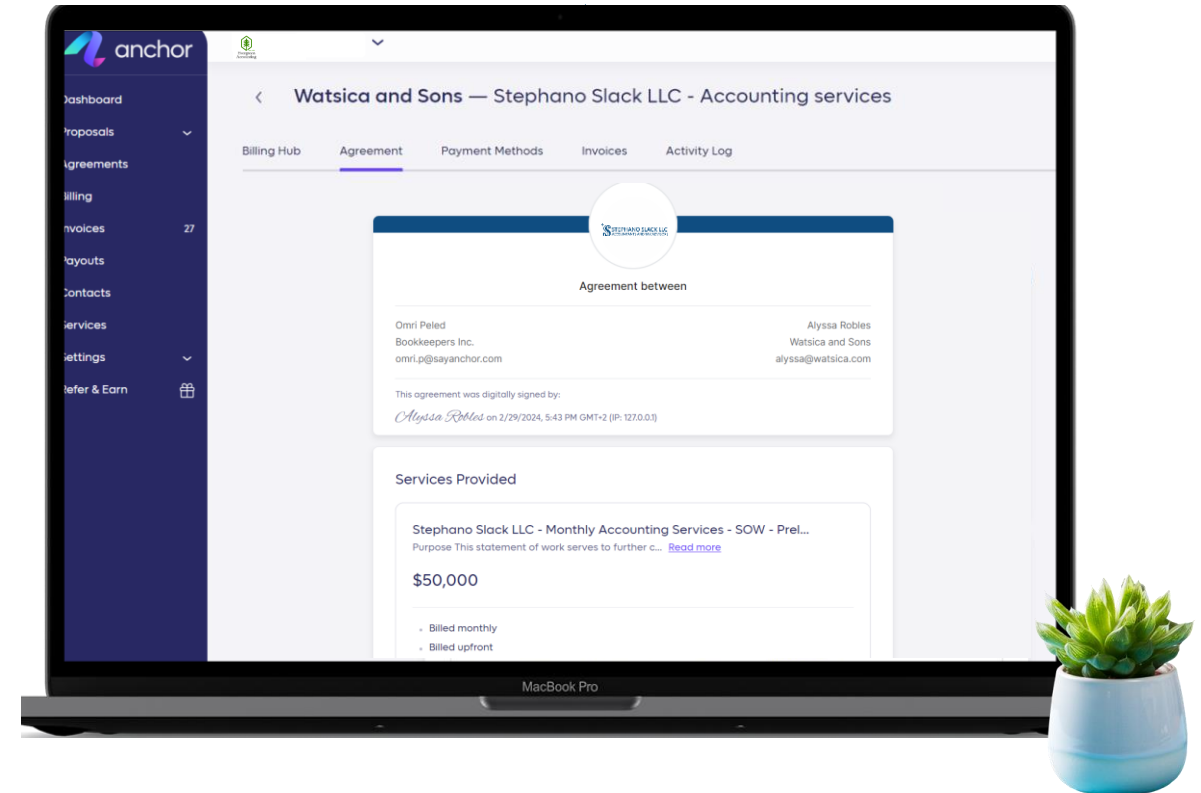 anchor
Dashboard
Proposals
Agreements
Billing
Invoices 27
Payouts
Contacts
Services
Settings
Refer & Earn
Watsica and Sons — Stephano Slack LLC - Accounting services
Billing Hub Agreement Payment Methods Invoices Activity Log
STEPHANO SLACK LLC
Agreement between
Omri Peled Alyssa Robles
Bookkeepers Inc. Watsica and Sons
omri.p@sayanchor.com alyssa@watsica.com
This agreement was digitally signed by:
Alyssa Robles on 2/29/2024, 5:43 PM GMT+2 (IP: 127.0.0.1)
Services Provided
Stephano Slack LLC - Monthly Accounting Services - SOW - Prel...
Purpose This statement of work serves to further c... Read more
$50,000
Billed monthly
Billed upfront
MacBook Pro